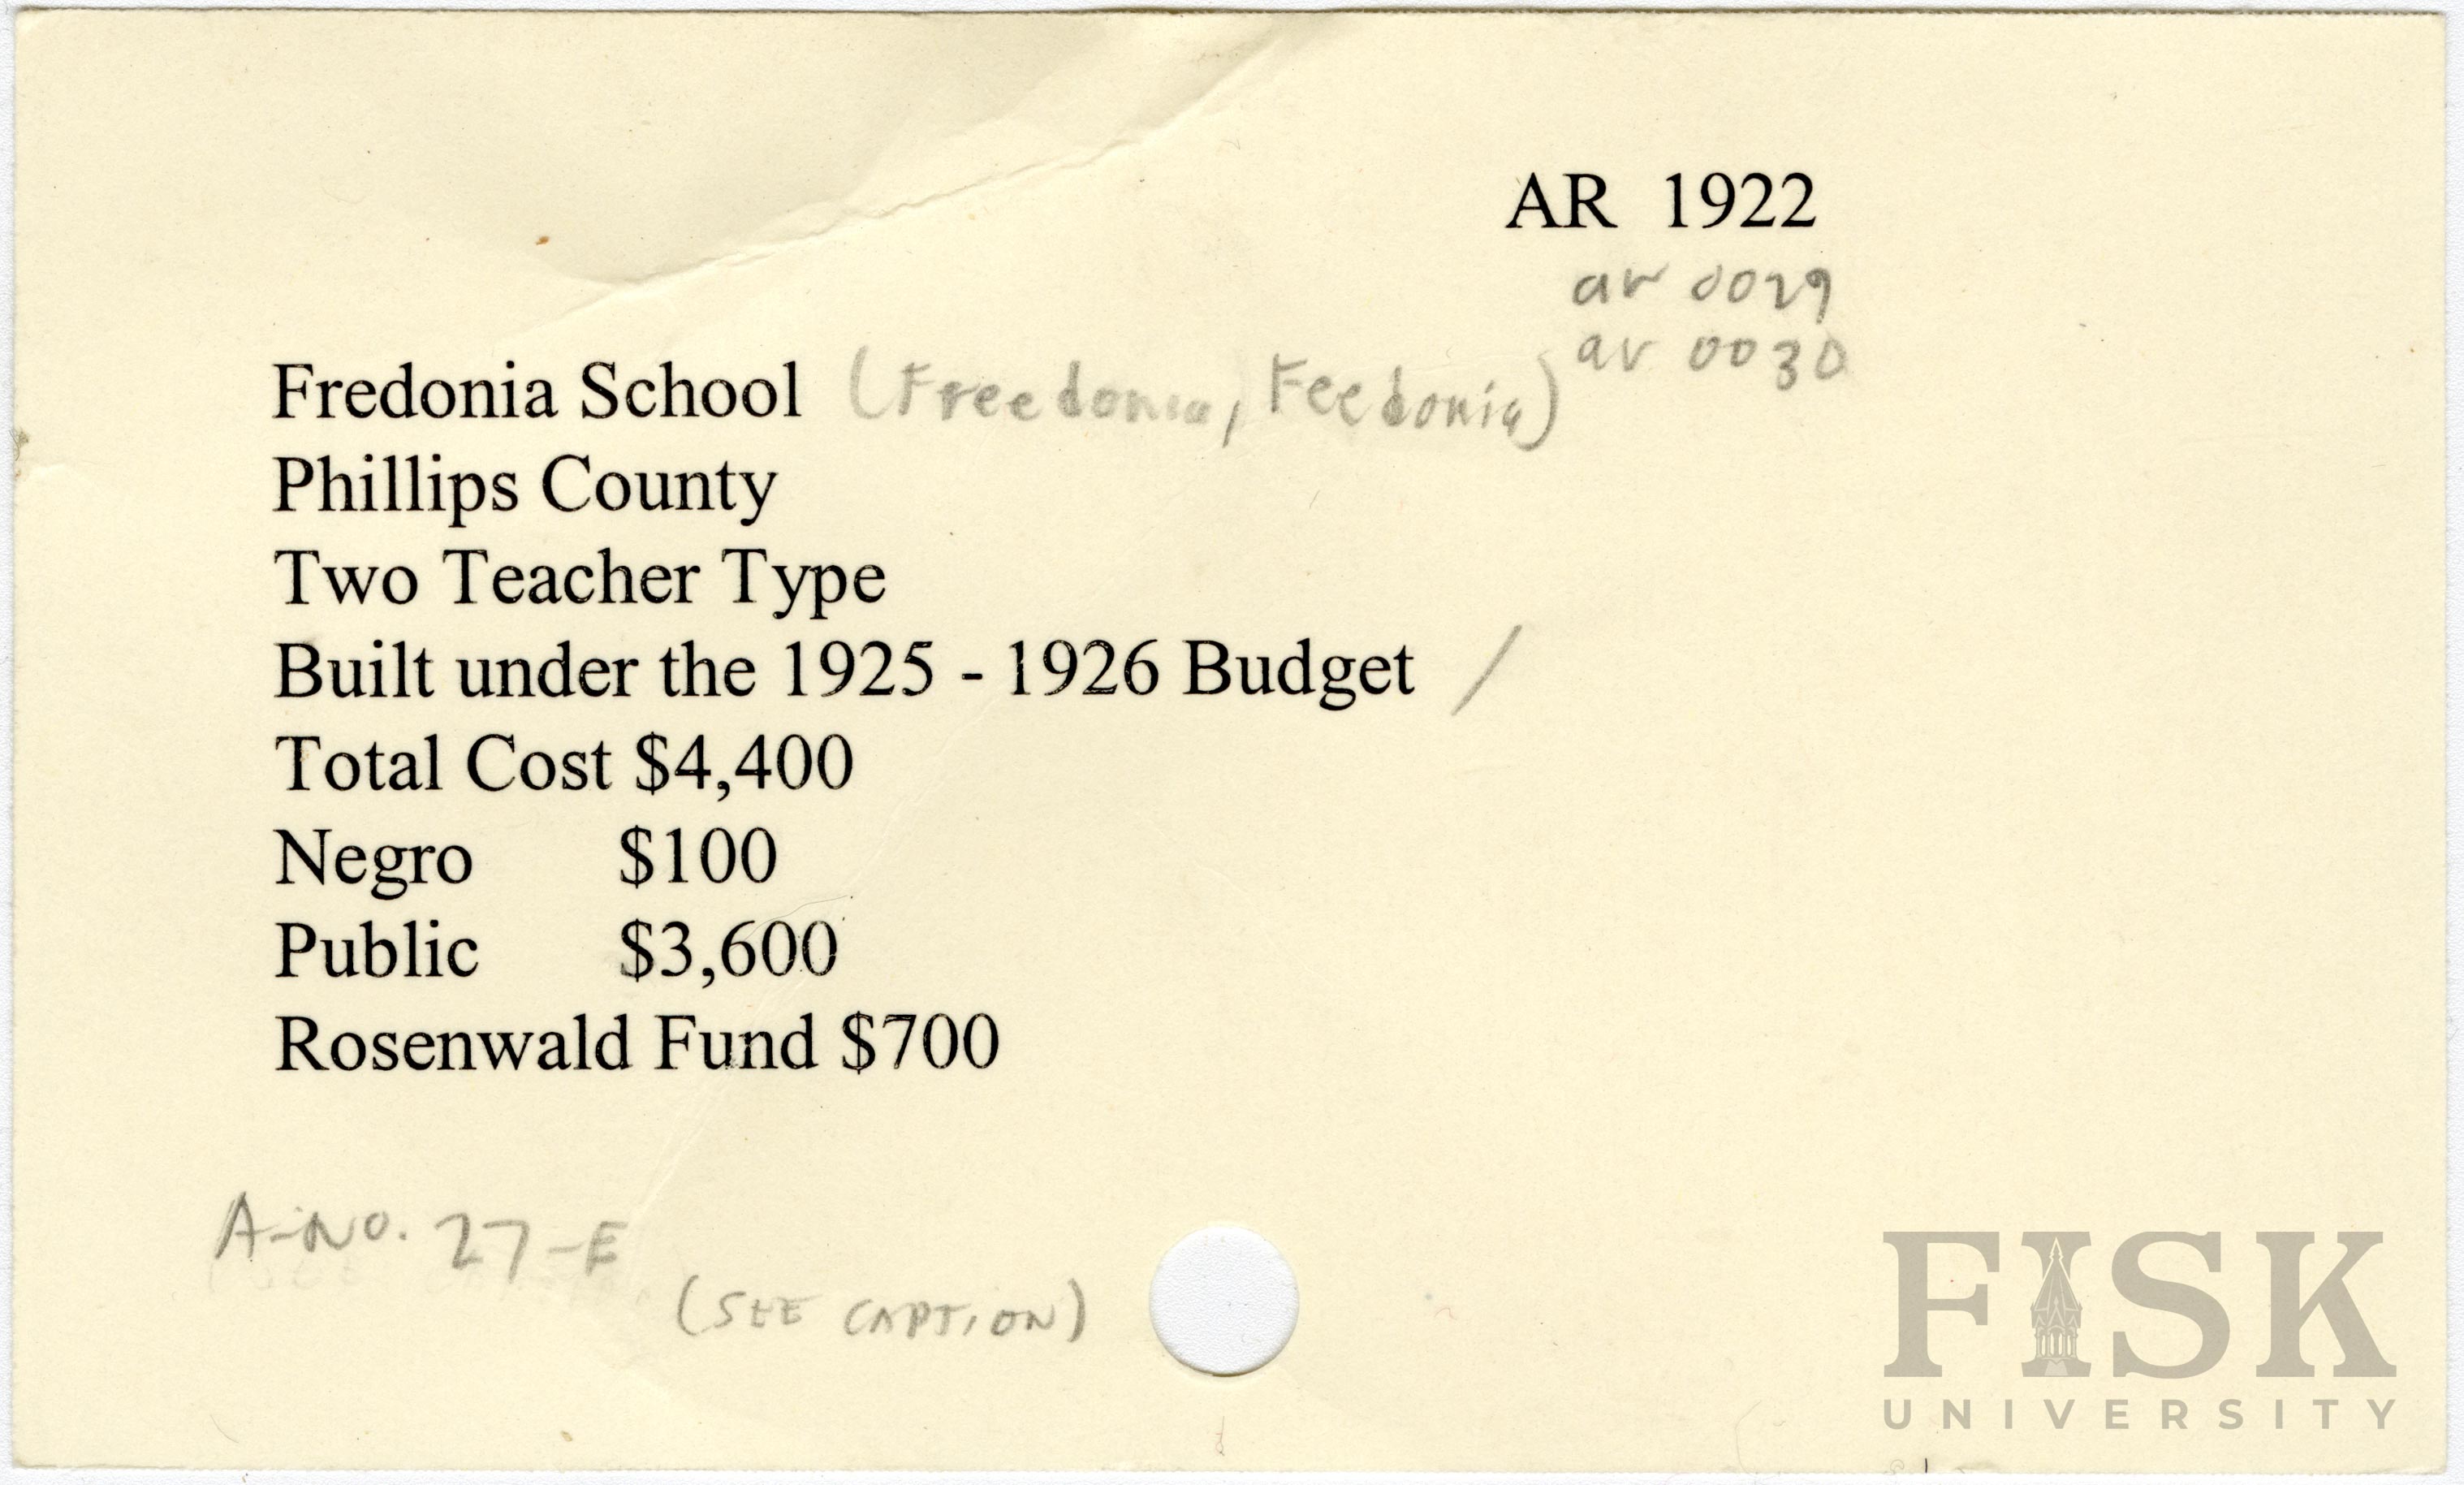 AR 1922
ar 0029
ar 0030
Fredonia School (Freedonia, Feedonia)
Phillips County
Two Teacher Type
Built under the 1925 - 1926 Budget /
Total Cost $4,400
Negro $100
Public $3,600
Rosenwald Fund $700
A-NO. 27-E
(SEE CAPTION)
FISK
UNIVERSITY